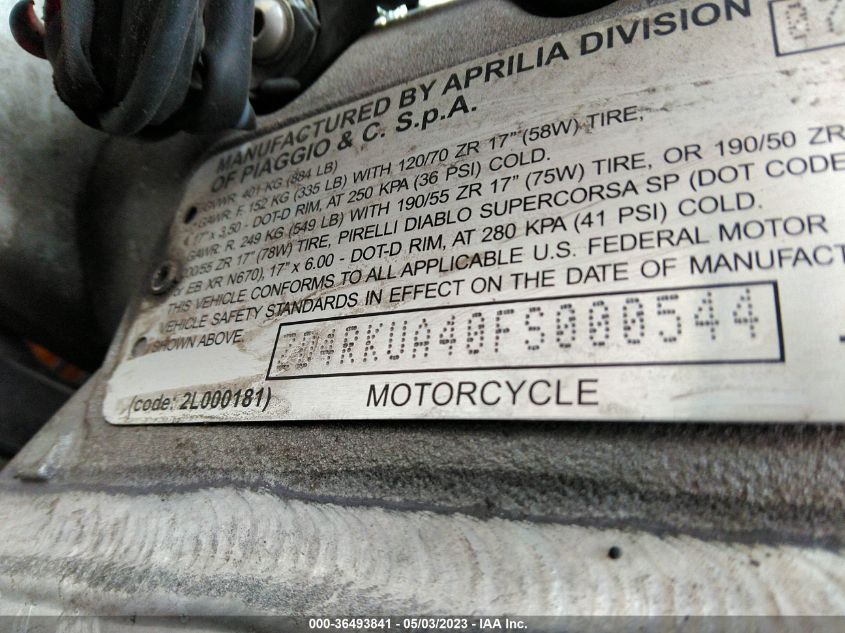 MANUFACTURED BY APRILIA DIVISION
OF PIAGGIO & C. S.p.A.
GVWR. 401 KG (884 LB)
GAWR. F. 152 KG (335 LB) WITH 120/70 ZR 17" (58W) TIRE,
17" x 3.50 - DOT-D RIM, AT 250 KPA (36 PSI) COLD.
GAWR. R. 249 KG (549 LB) WITH 190/55 ZR 17" (75W) TIRE, OR 190/50 ZR
ZR 17" (78W) TIRE, PIRELLI DIABLO SUPERCORSA SP (DOT CODE
EB XR N670), 17" x 6.00 - DOT-D RIM, AT 280 KPA (41 PSI) COLD.
THIS VEHICLE CONFORMS TO ALL APPLICABLE U.S. FEDERAL MOTOR
VEHICLE SAFETY STANDARDS IN EFFECT ON THE DATE OF MANUFACT
SHOWN ABOVE.
ZD4RKUA40FS000544
(code: 2L000181)
MOTORCYCLE
000-36493841 - 05/03/2023 - IAA Inc.